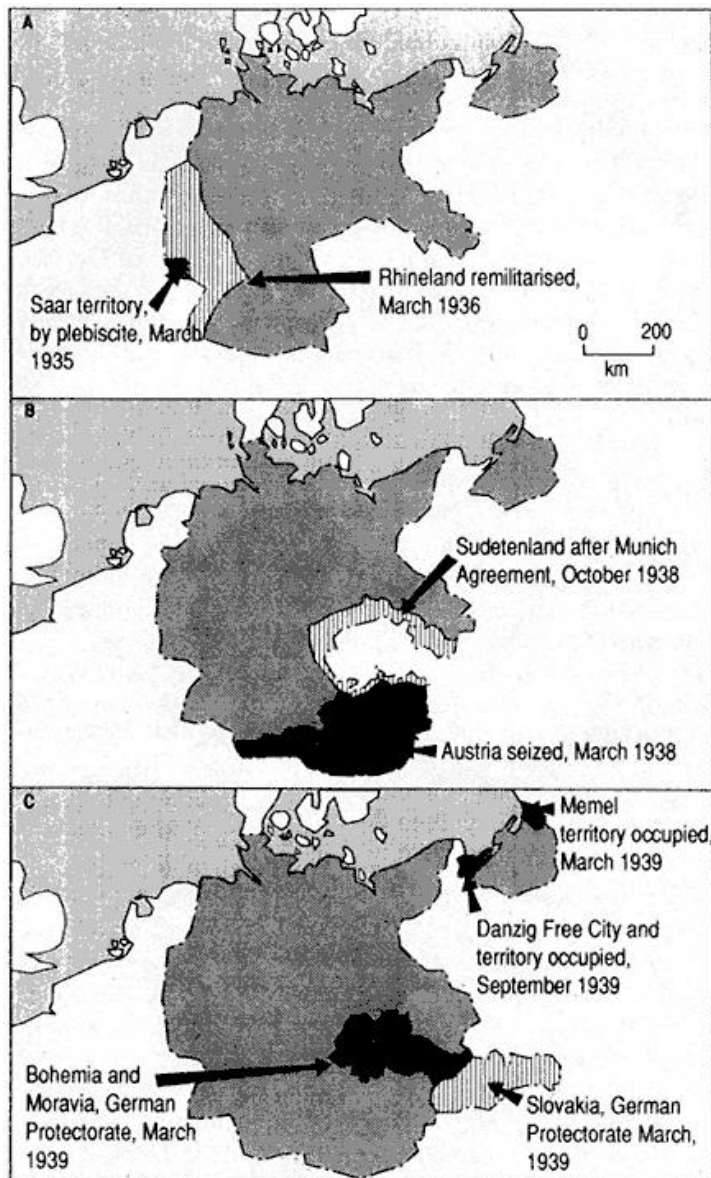 A
Rhineland remilitarised,
March 1936
Saar territory,
by plebiscite, March
1935
0 200
km
B
Sudetenland after Munich
Agreement, October 1938
Austria seized, March 1938
C
Memel
territory occupied,
March 1939
Danzig Free City and
territory occupied,
September 1939
Bohemia and
Moravia, German
Protectorate, March
1939
Slovakia, German
Protectorate March,
1939